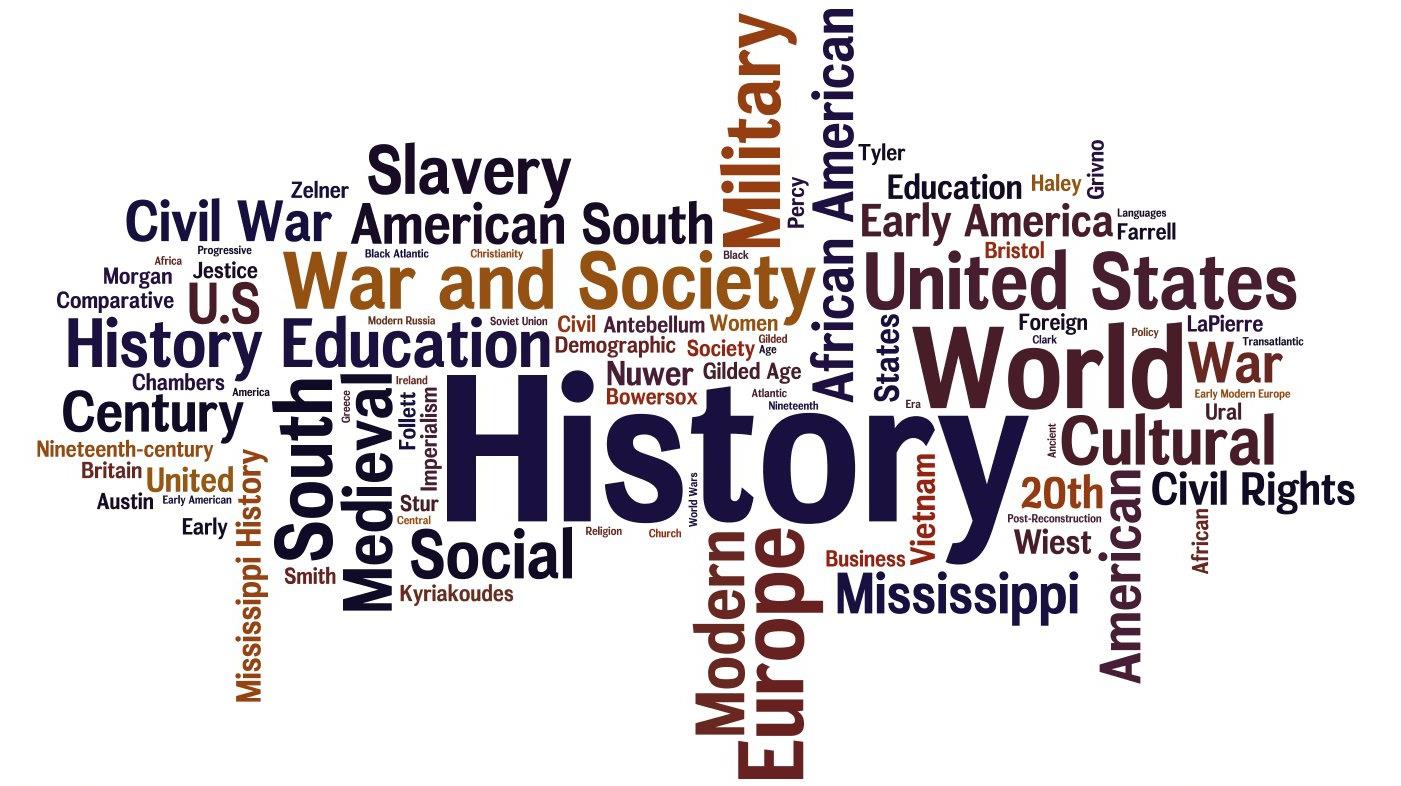 Military
African American
Tyler
Grivno
Slavery
Zelner
Percy
Education
Haley
Civil War
American South
Early America
Languages
Farrell
Progressive
Black Atlantic
Christianity
Black
Bristol
Africa
Morgan
Jestice
War and Society
United States
Comparative
U.S
Modern Russia
Soviet Union
Civil
Antebellum
Women
States
Foreign
Policy
LaPierre
History Education
Demographic
Society
Gilded Age
Clark
World
Transatlantic
War
Chambers
America
Nuwer
Gilded Age
Century
South
Greece
Medieval
Ireland
Follett
Imperialism
Bowersox
Atlantic
Nineteenth
Era
Early Modern Europe
Ural
History
Ancient
Cultural
Nineteenth-century
Britain
United
Austin
Early American
Early
Mississippi History
Stur
Central
World Wars
Vietnam
20th
Civil Rights
Post-Reconstruction
Wiest
American
African
Smith
Social
Religion
Church
Kyriakoudes
Modern
Europe
Business
Mississippi